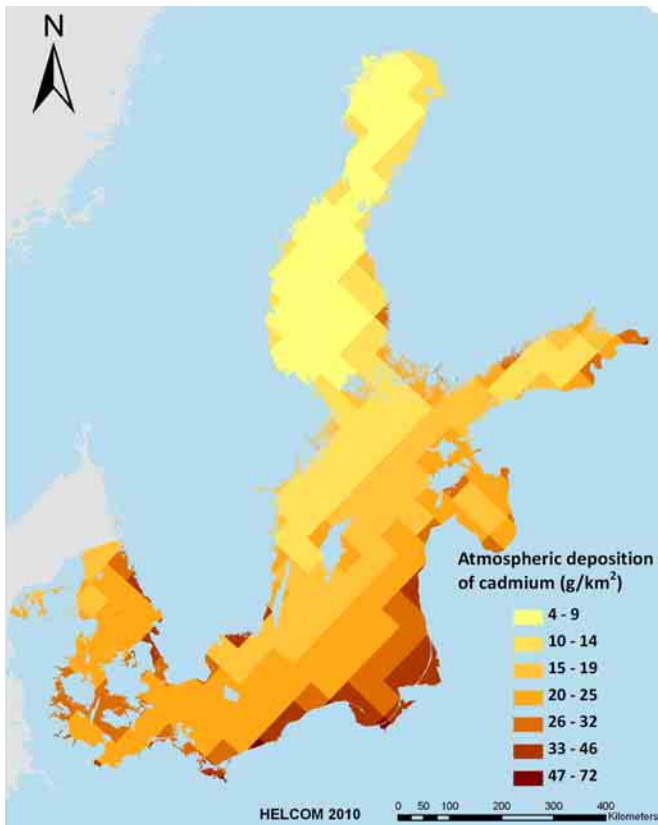 N
Atmospheric deposition
of cadmium (g/km²)
4 - 9
10 - 14
15 - 19
20 - 25
26 - 32
33 - 46
47 - 72
HELCOM 2010
0 50 100 200 300 400
Kilometers